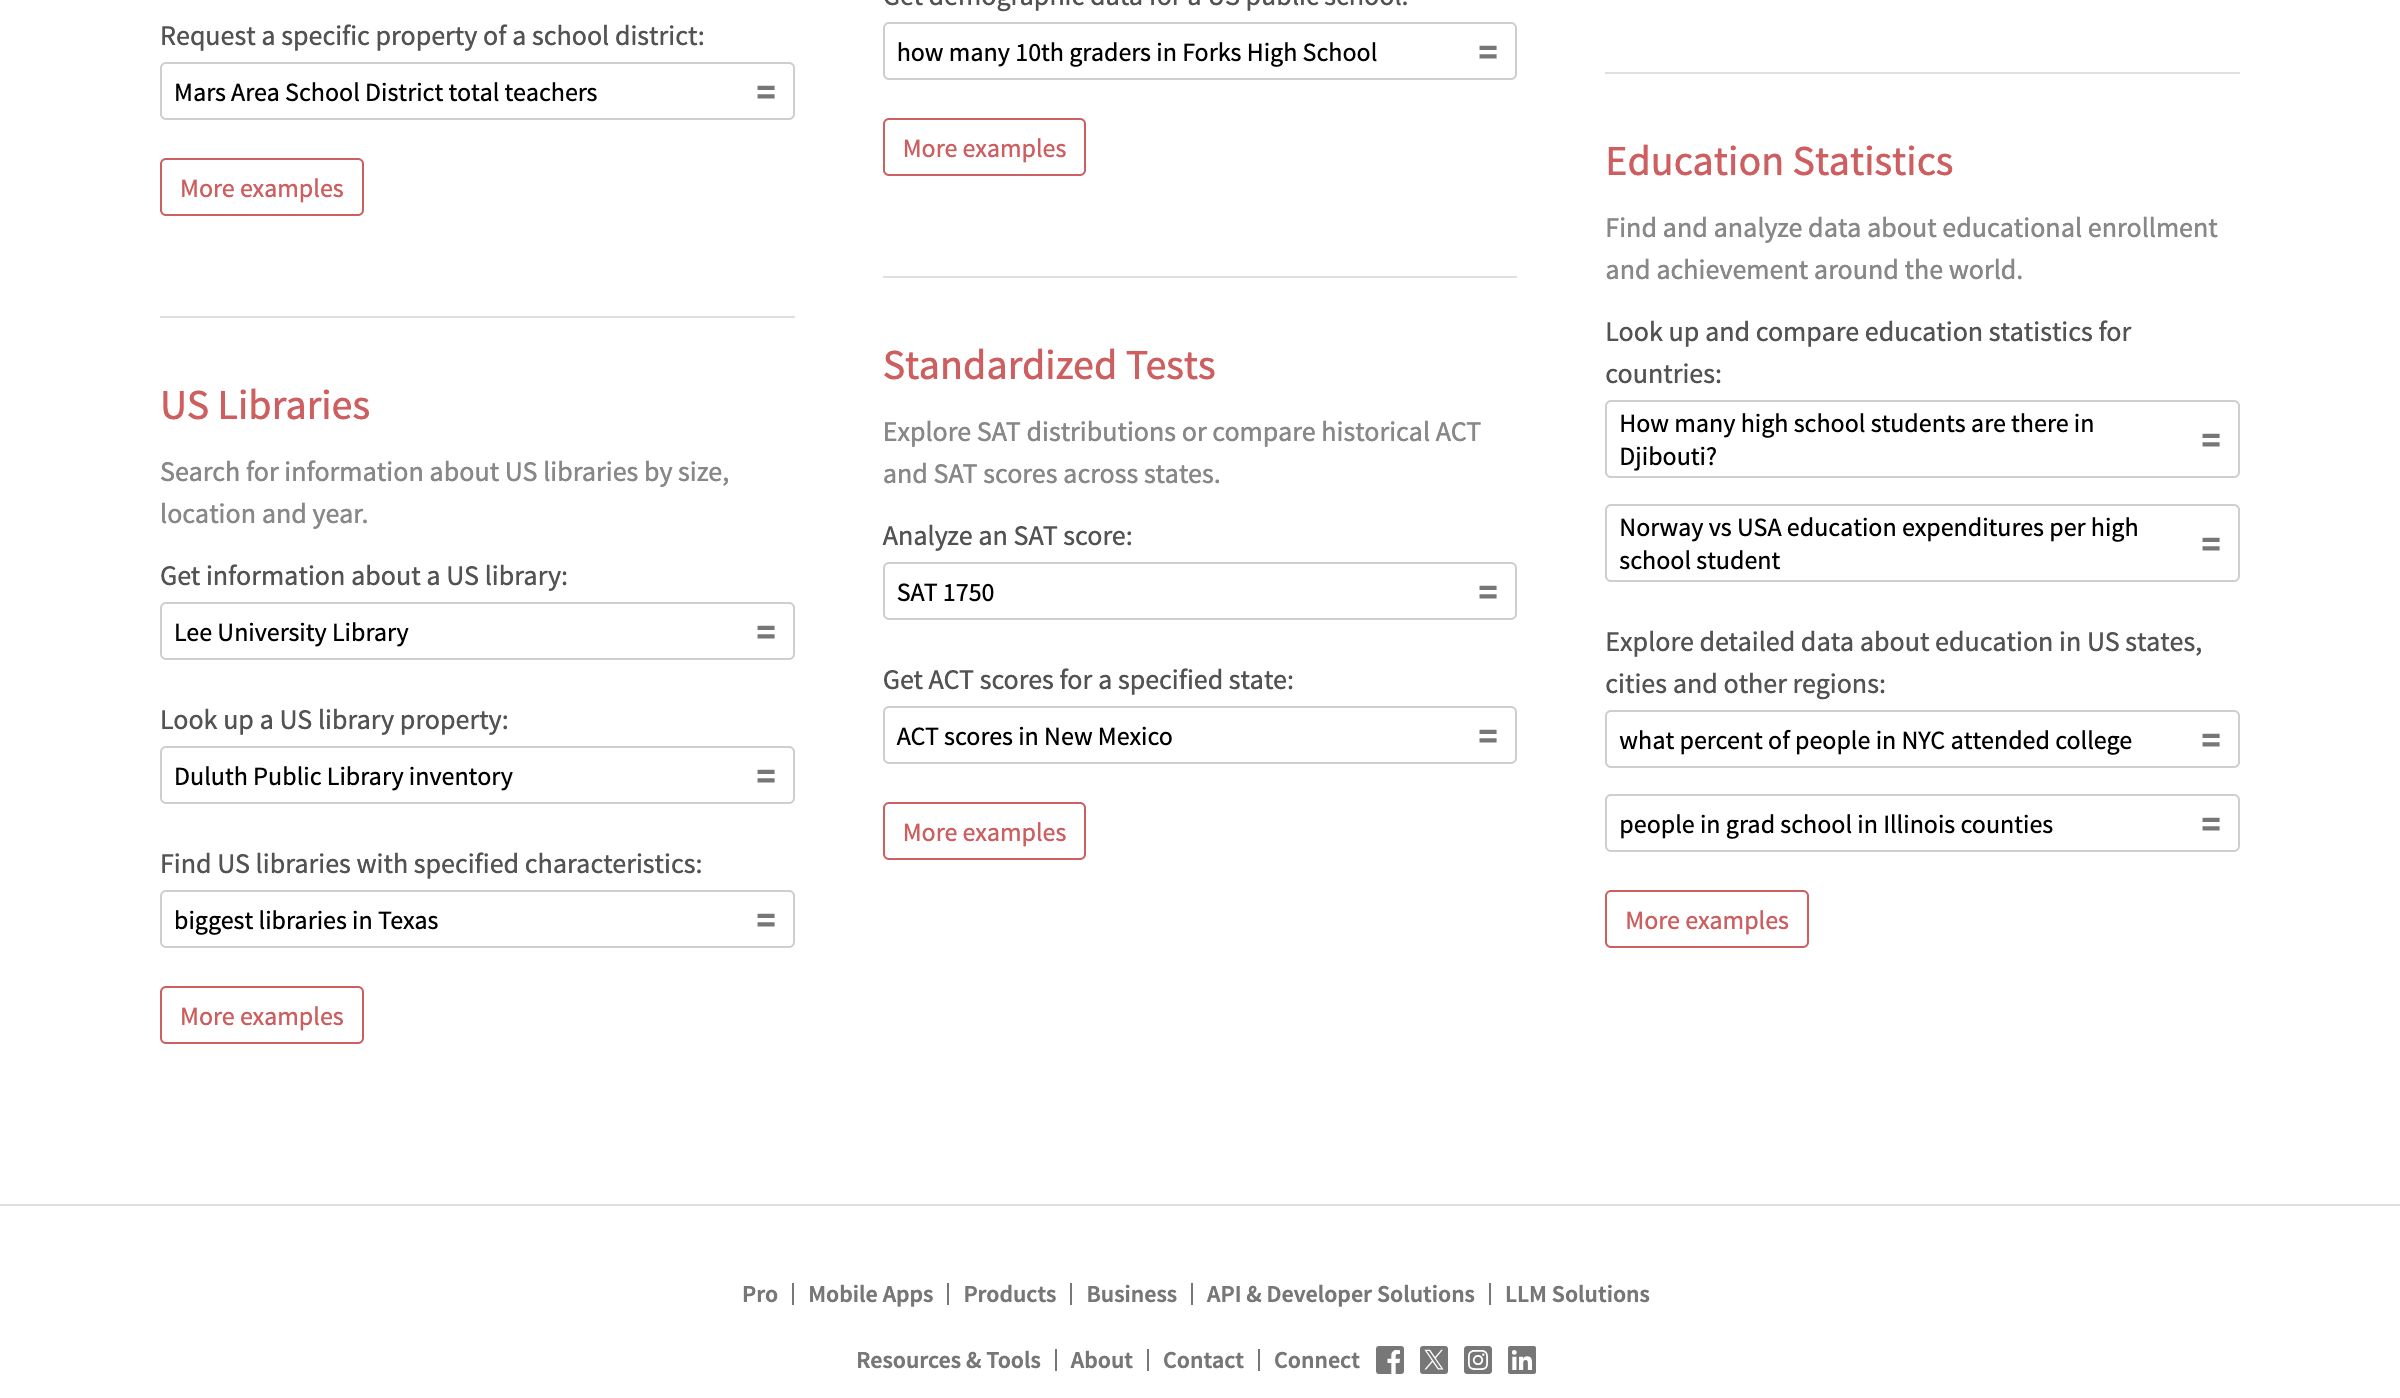 Request a specific property of a school district:
Mars Area School District total teachers
More examples
US Libraries
Search for information about US libraries by size,
location and year.
Get information about a US library:
Lee University Library
Look up a US library property:
Duluth Public Library inventory
Find US libraries with specified characteristics:
biggest libraries in Texas
More examples
Get demographic data for a US public school:
how many 10th graders in Forks High School
More examples
Standardized Tests
Explore SAT distributions or compare historical ACT
and SAT scores across states.
Analyze an SAT score:
SAT 1750
Get ACT scores for a specified state:
ACT scores in New Mexico
More examples
Education Statistics
Find and analyze data about educational enrollment
and achievement around the world.
Look up and compare education statistics for
countries:
How many high school students are there in
Djibouti?
Norway vs USA education expenditures per high
school student
Explore detailed data about education in US states,
cities and other regions:
what percent of people in NYC attended college
people in grad school in Illinois counties
More examples
Pro | Mobile Apps | Products | Business | API & Developer Solutions | LLM Solutions
Resources & Tools | About | Contact | Connect